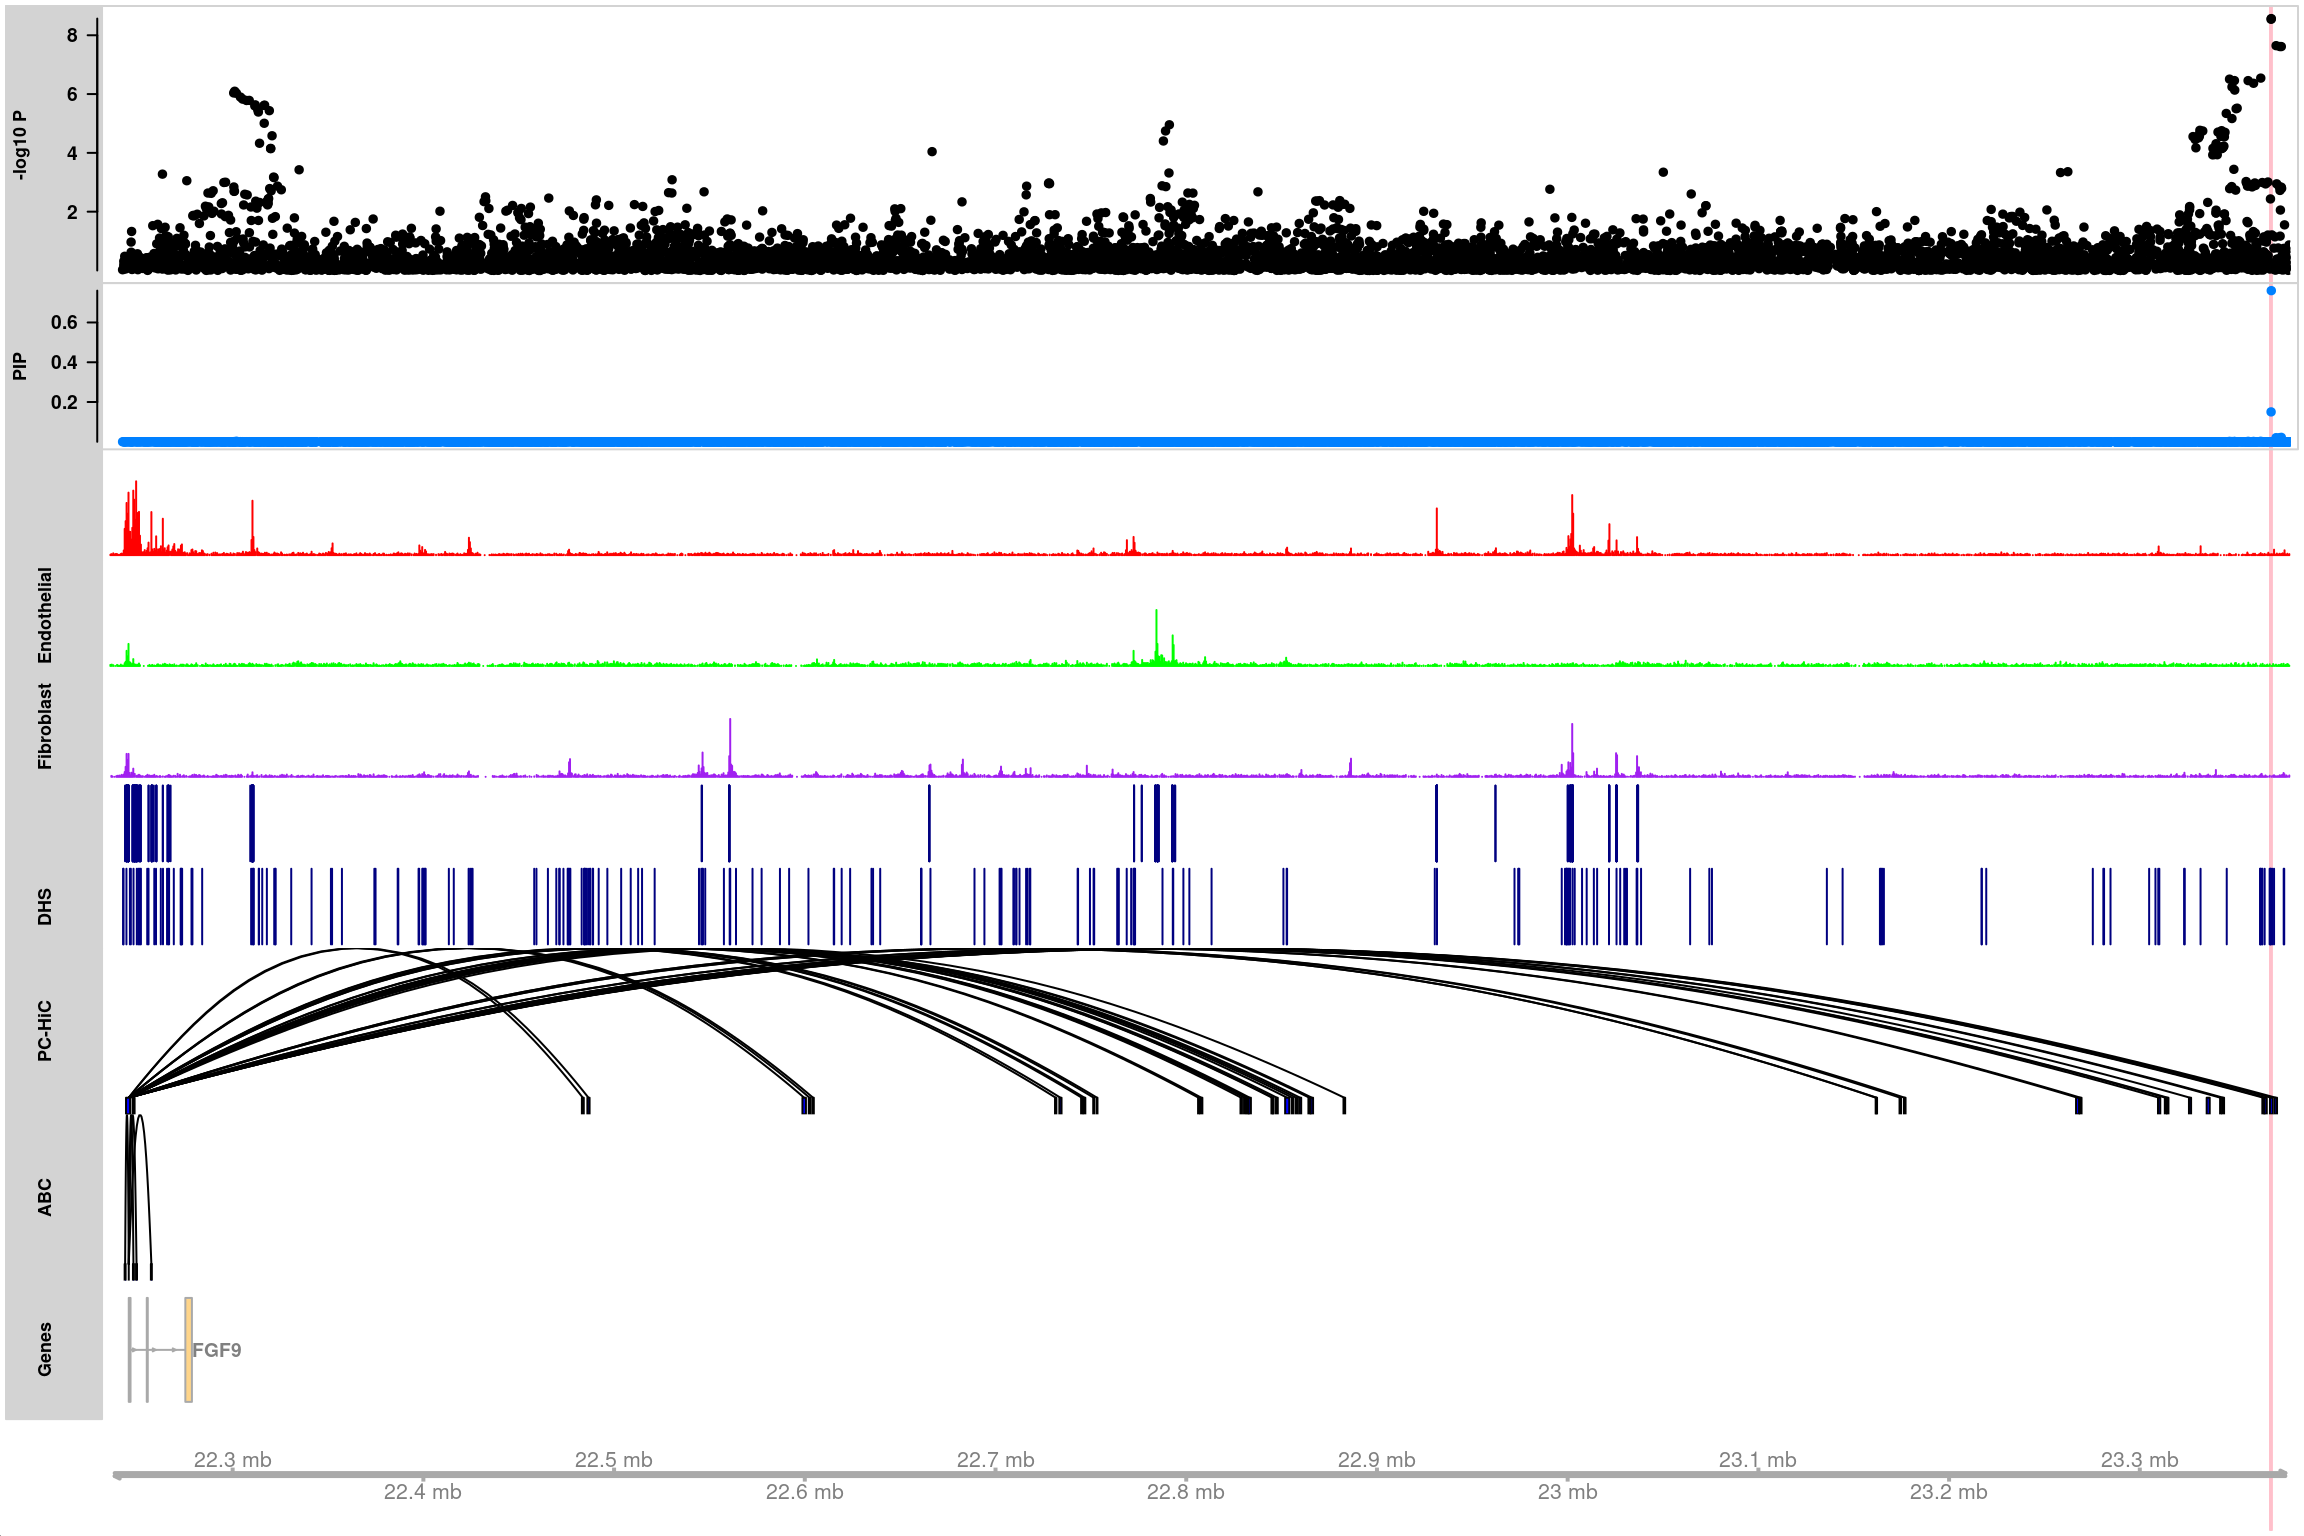 -log10 P
8
6
4
2
PIP
0.6
0.4
0.2
Endothelial
Fibroblast
DHS
PC-HiC
ABC
Genes
FGF9
22.3 mb
22.5 mb
22.7 mb
22.9 mb
23.1 mb
23.3 mb
22.4 mb
22.6 mb
22.8 mb
23 mb
23.2 mb